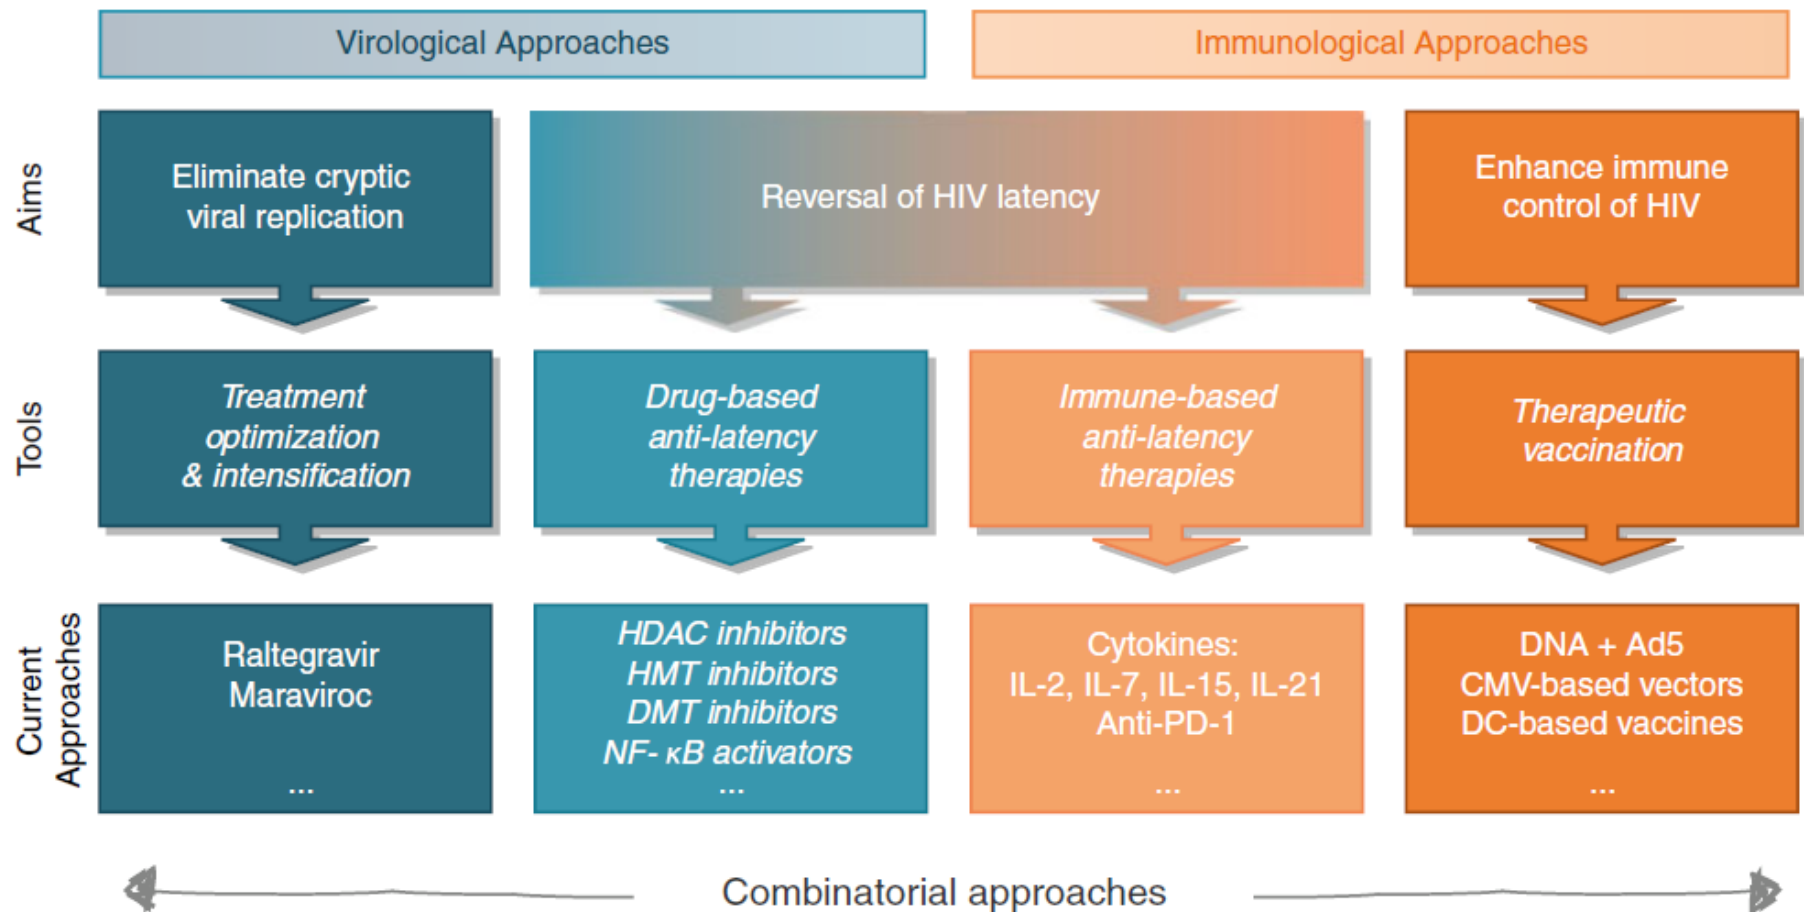 Virological Approaches
Immunological Approaches
Aims
Eliminate cryptic
viral replication
Reversal of HIV latency
Enhance immune
control of HIV
Tools
Treatment
optimization
& intensification
Drug-based
anti-latency
therapies
Immune-based
anti-latency
therapies
Therapeutic
vaccination
Current
Approaches
Raltegravir
Maraviroc
...
HDAC inhibitors
HMT inhibitors
DMT inhibitors
NF- κB activators
...
Cytokines:
IL-2, IL-7, IL-15, IL-21
Anti-PD-1
...
DNA + Ad5
CMV-based vectors
DC-based vaccines
...
Combinatorial approaches